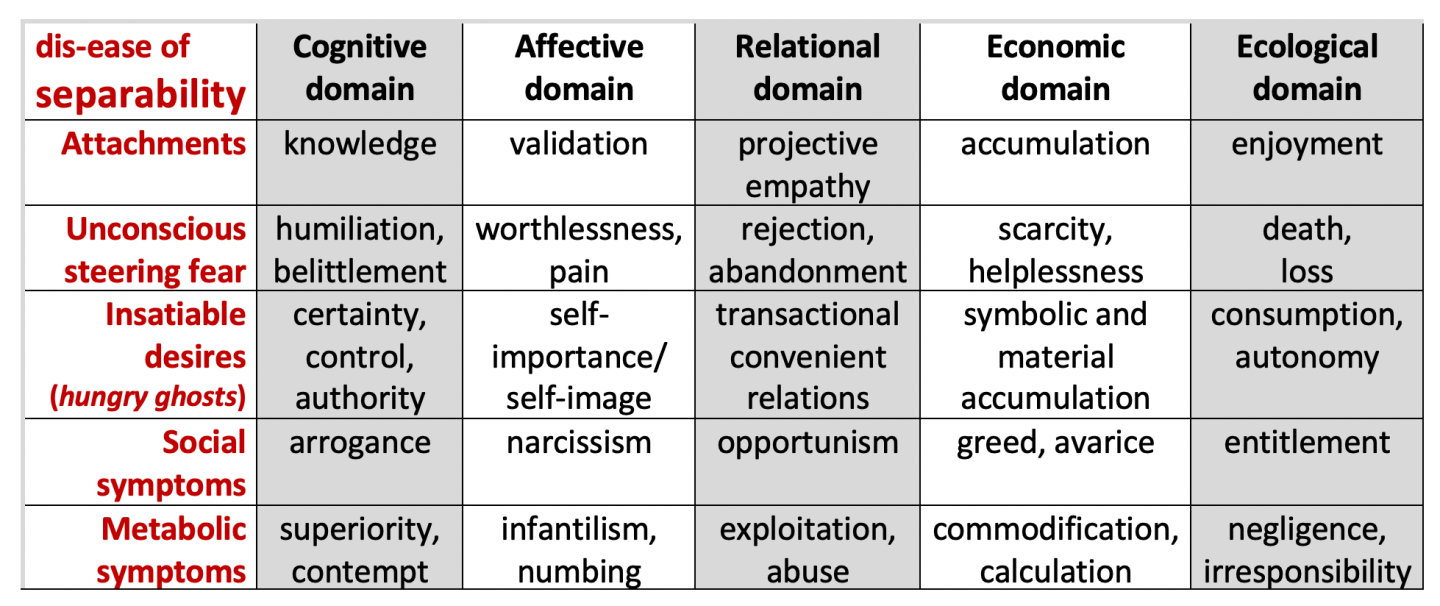 dis-ease of
separability
Cognitive
domain
Affective
domain
Relational
domain
Economic
domain
Ecological
domain
Attachments
knowledge
validation
projective
empathy
accumulation
enjoyment
Unconscious
steering fear
humiliation,
belittlement
worthlessness,
pain
rejection,
abandonment
scarcity,
helplessness
death,
loss
Insatiable
desires
(hungry ghosts)
certainty,
control,
authority
self-
importance/
self-image
transactional
convenient
relations
symbolic and
material
accumulation
consumption,
autonomy
Social
symptoms
arrogance
narcissism
opportunism
greed, avarice
entitlement
Metabolic
symptoms
superiority,
contempt
infantilism,
numbing
exploitation,
abuse
commodification,
calculation
negligence,
irresponsibility